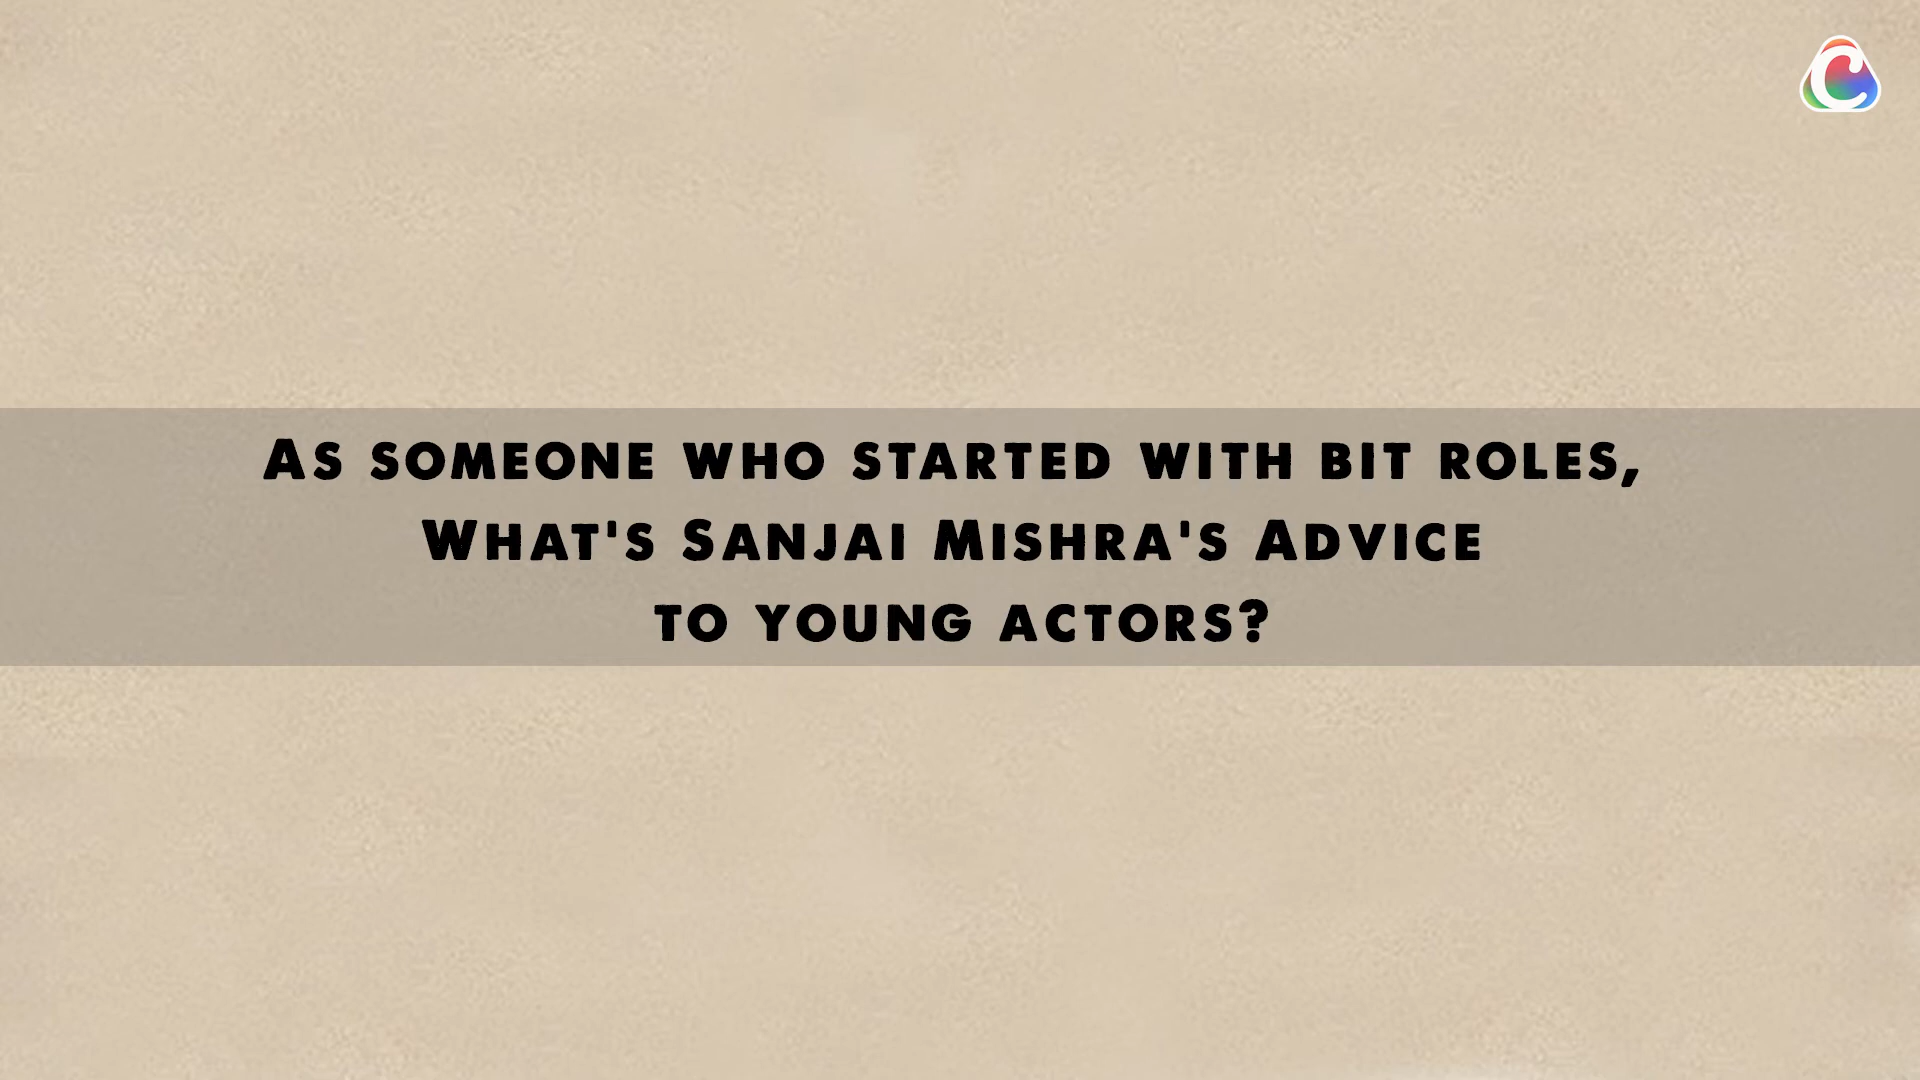 As someone who started with bit roles,
What's Sanjai Mishra's Advice
to young actors?